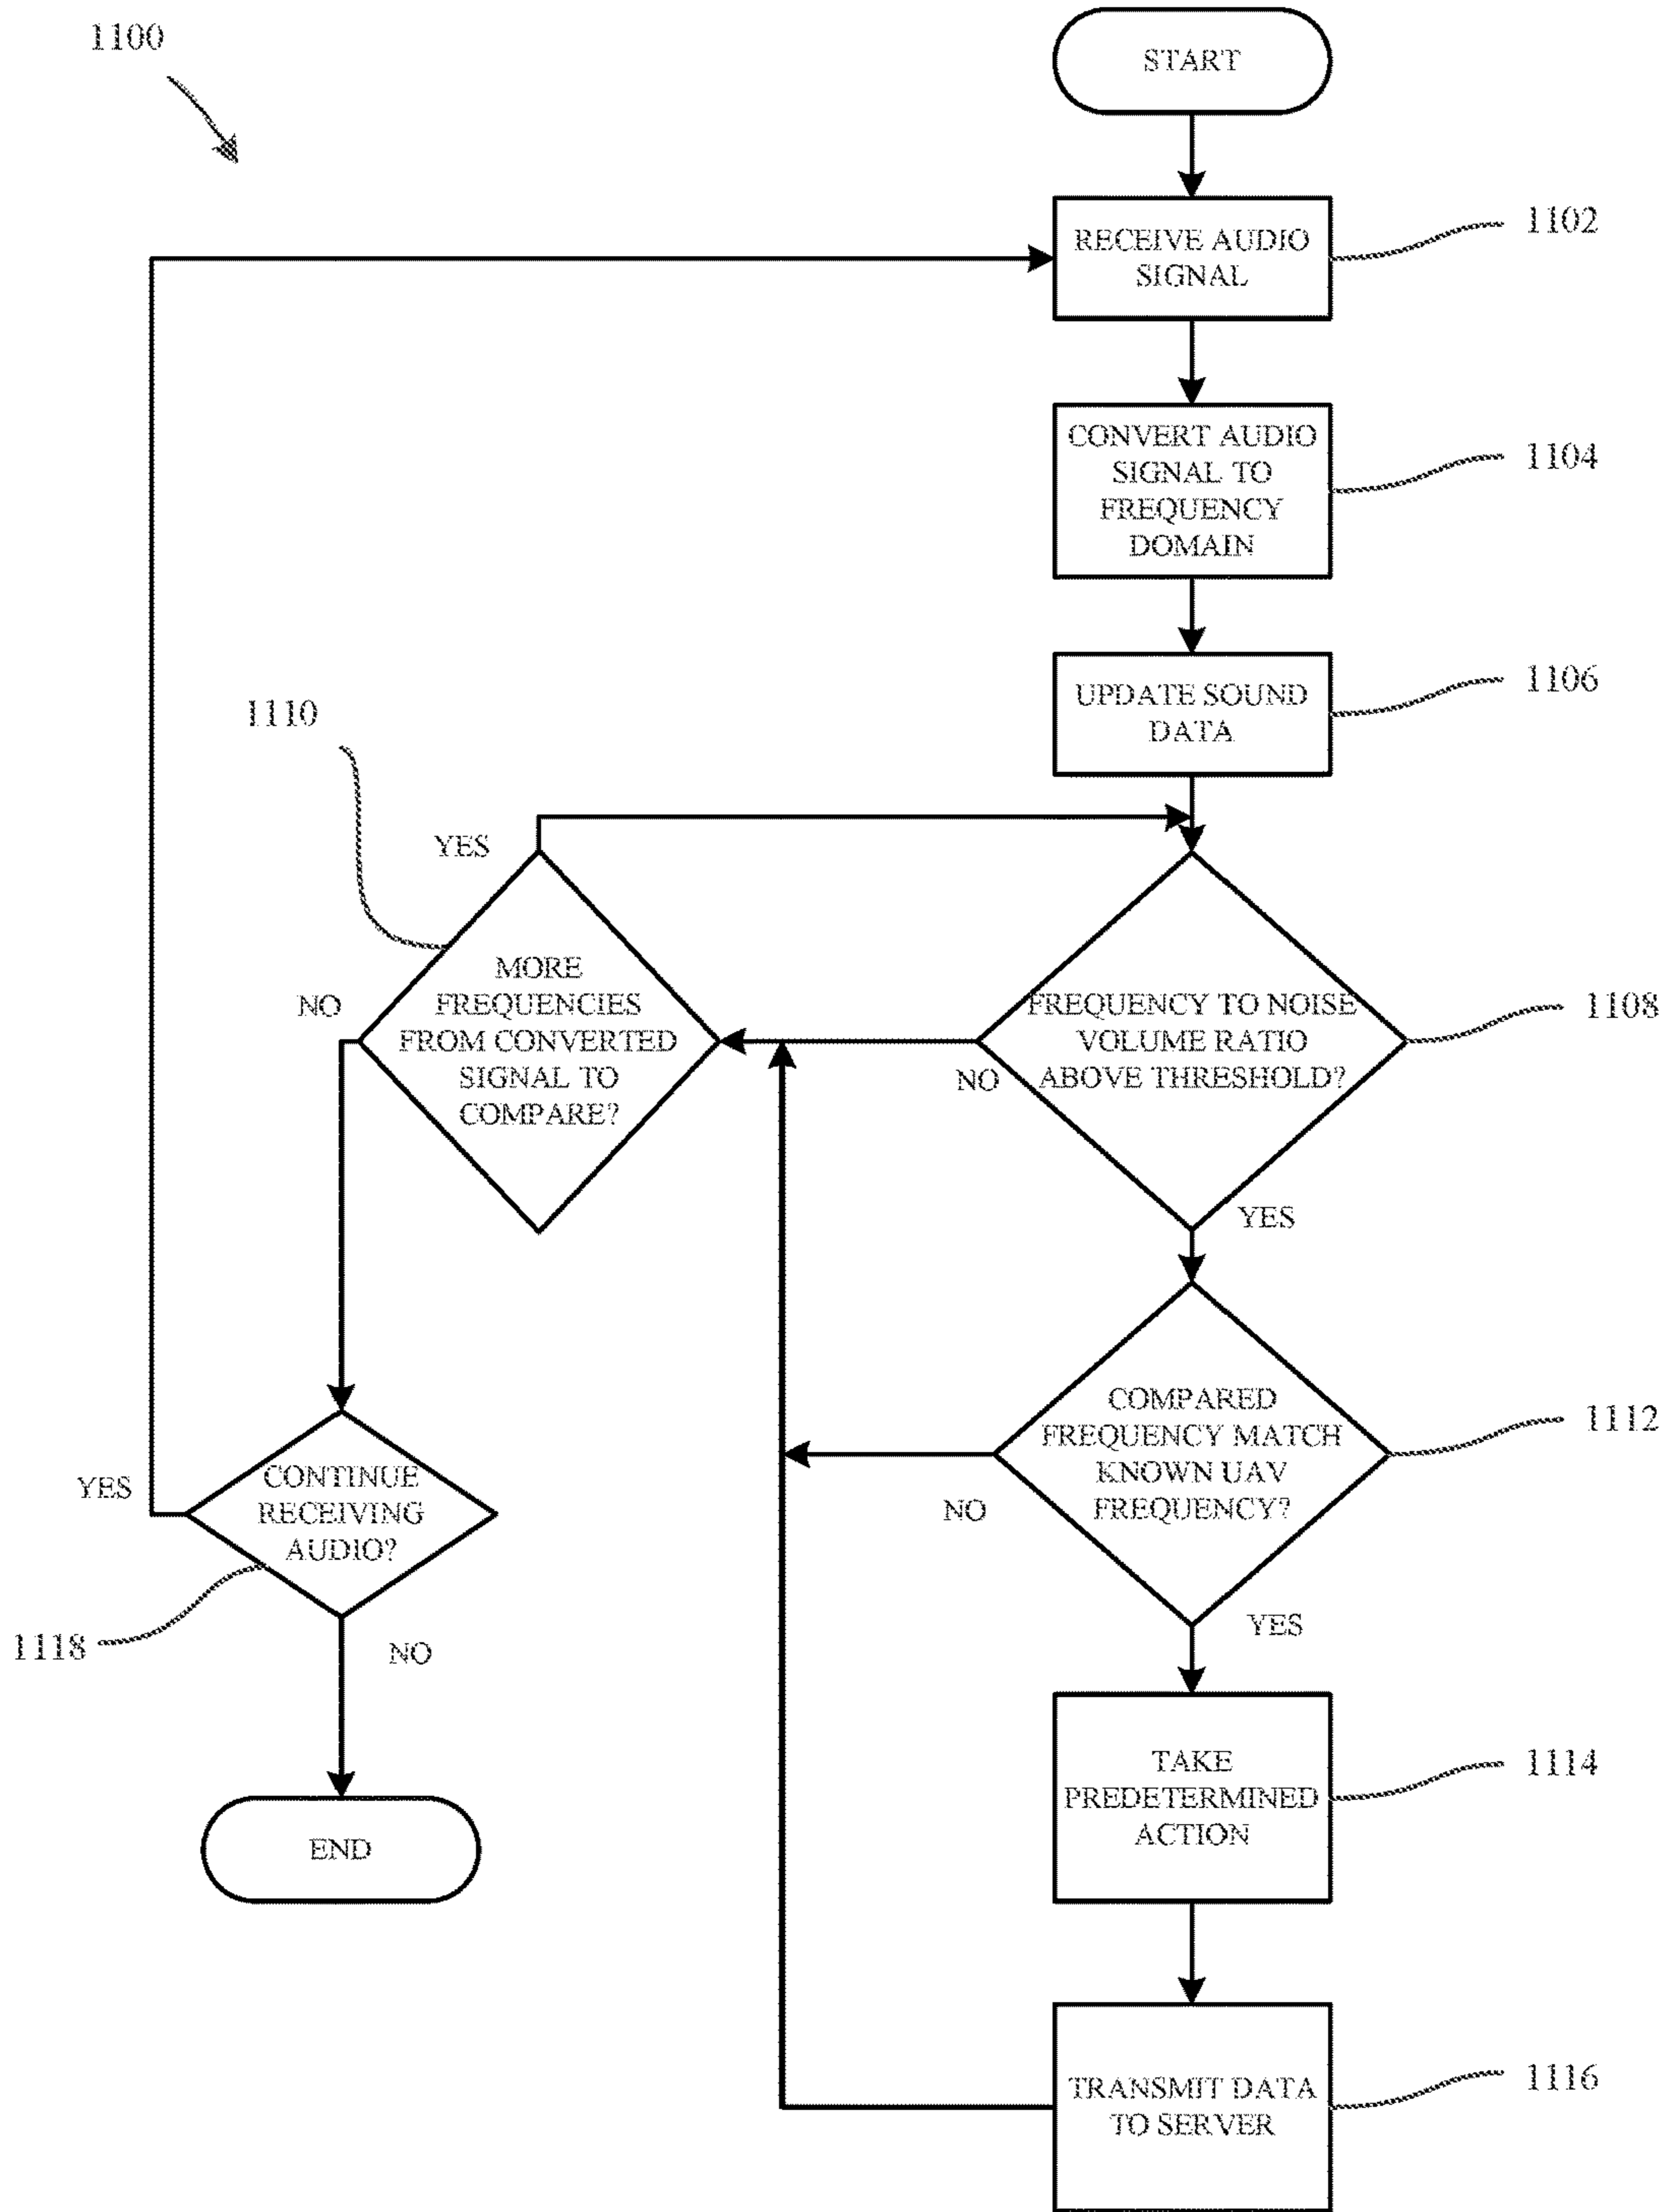 1100
START
RECEIVE AUDIO
SIGNAL
1102
CONVERT AUDIO
SIGNAL TO
FREQUENCY
DOMAIN
1104
UPDATE SOUND
DATA
1106
1110
YES
NO
MORE
FREQUENCIES
FROM CONVERTED
SIGNAL TO
COMPARE?
FREQUENCY TO NOISE
VOLUME RATIO
ABOVE THRESHOLD?
1108
NO
YES
COMPARED
FREQUENCY MATCH
KNOWN UAV
FREQUENCY?
1112
NO
YES
CONTINUE
RECEIVING
AUDIO?
YES
1118
NO
TAKE
PREDETERMINED
ACTION
1114
END
TRANSMIT DATA
TO SERVER
1116